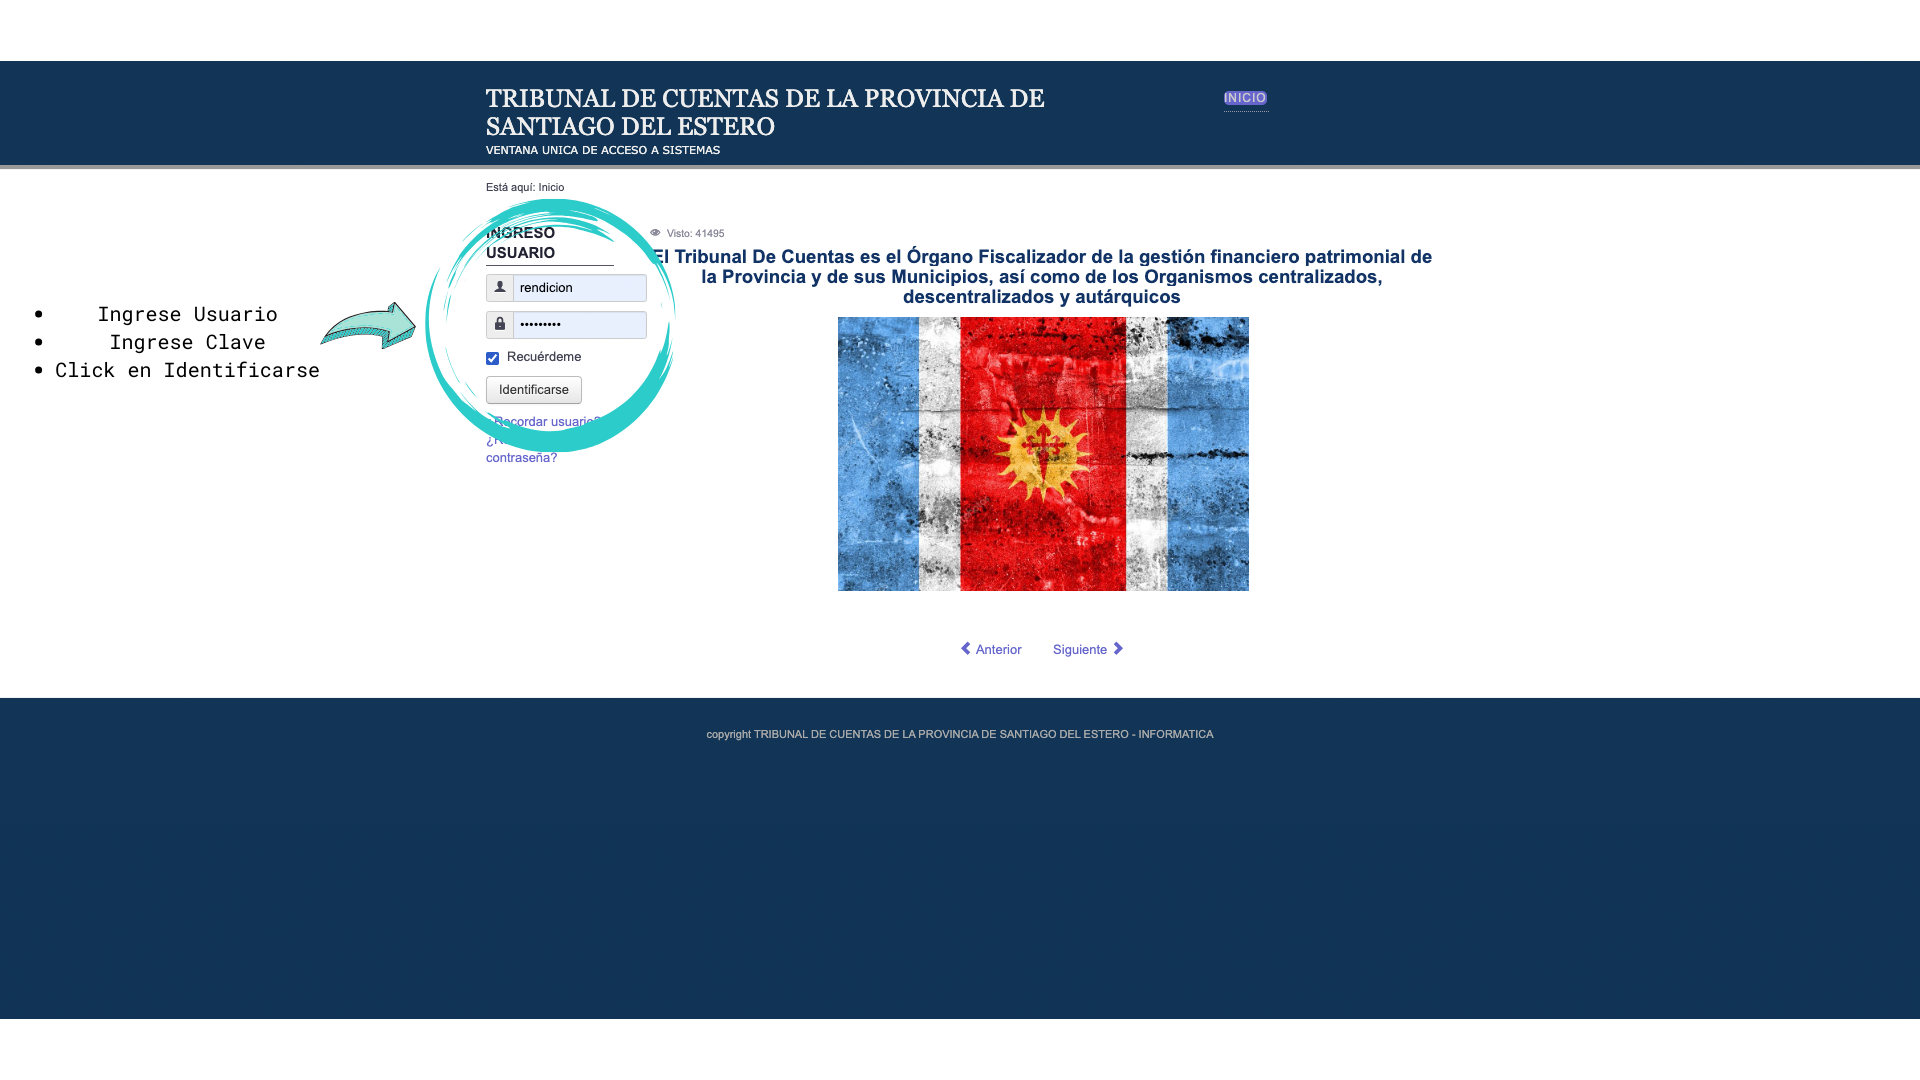 TRIBUNAL DE CUENTAS DE LA PROVINCIA DE
SANTIAGO DEL ESTERO
VENTANA UNICA DE ACCESO A SISTEMAS
INICIO
Está aquí: Inicio
INGRESO
USUARIO
rendicion
•••••••••
Recuérdeme
Identificarse
¿Recordar usuario?
contraseña?
• Ingrese Usuario
• Ingrese Clave
• Click en Identificarse
Visto: 41495
El Tribunal De Cuentas es el Órgano Fiscalizador de la gestión financiero patrimonial de
la Provincia y de sus Municipios, así como de los Organismos centralizados,
descentralizados y autárquicos
Anterior
Siguiente
copyright TRIBUNAL DE CUENTAS DE LA PROVINCIA DE SANTIAGO DEL ESTERO - INFORMATICA